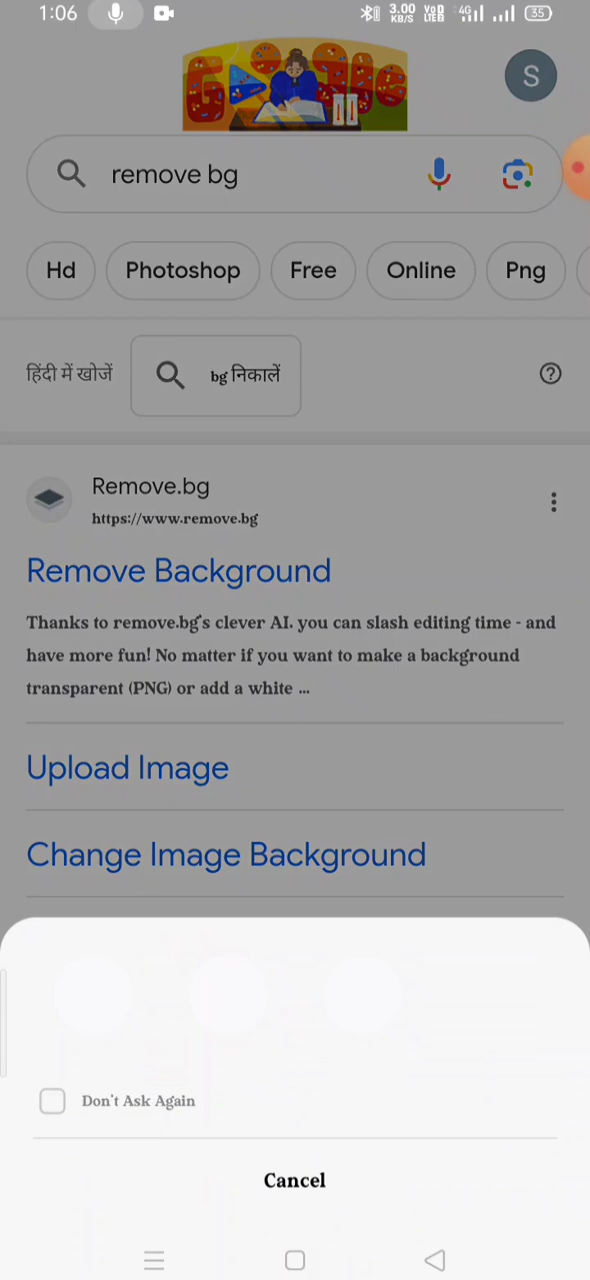 1:06
3.00 KB/S
VoD LTE2
4G
35
Google
S
remove bg
Hd
Photoshop
Free
Online
Png
हिंदी में खोजें
bg निकालें
Remove.bg
https://www.remove.bg
Remove Background
Thanks to remove.bg's clever AI. you can slash editing time - and
have more fun! No matter if you want to make a background
transparent (PNG) or add a white ...
Upload Image
Change Image Background
Don't Ask Again
Cancel